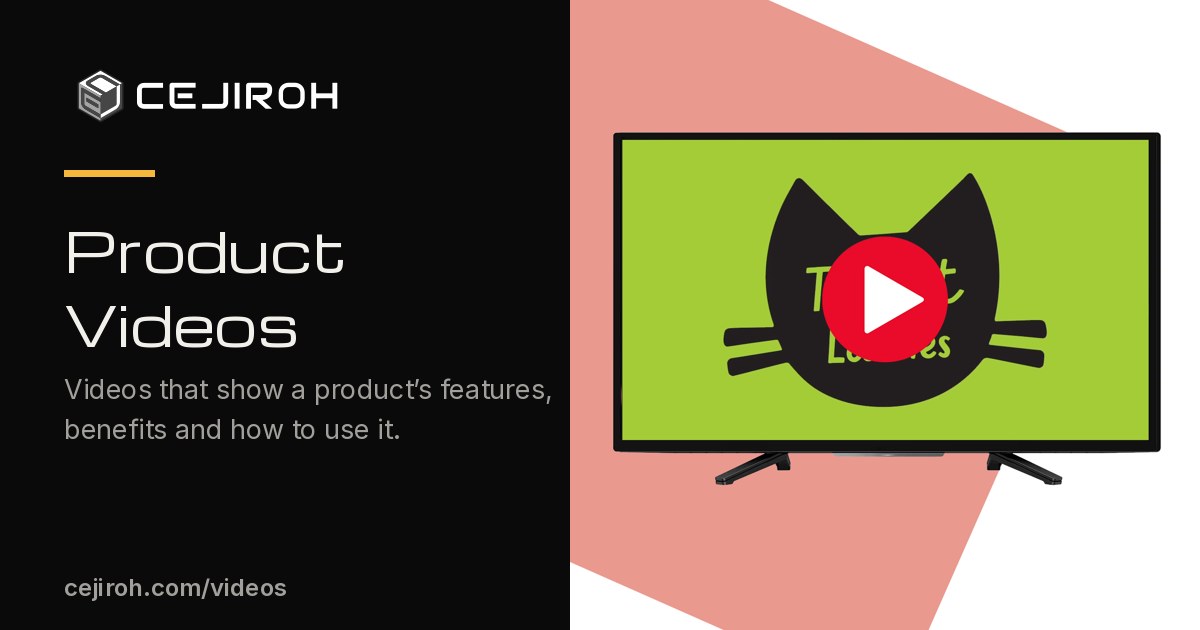 CEJIROH
Product
Videos
Videos that show a product’s features,
benefits and how to use it.
cejiroh.com/videos